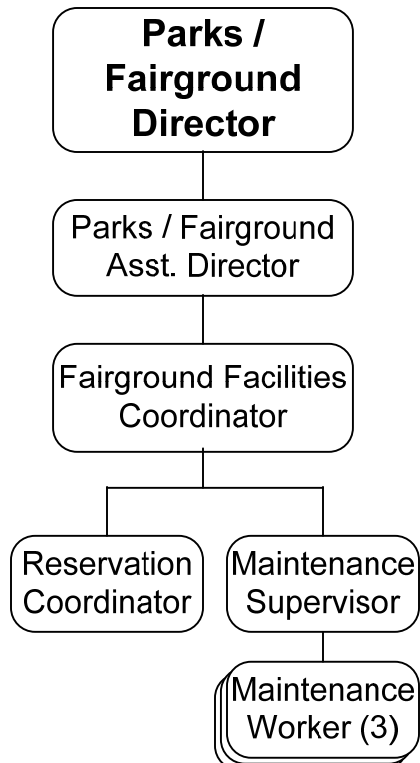 Parks /
Fairground
Director
Parks / Fairground
Asst. Director
Fairground Facilities
Coordinator
Reservation
Coordinator
Maintenance
Supervisor
Maintenance
Worker (3)